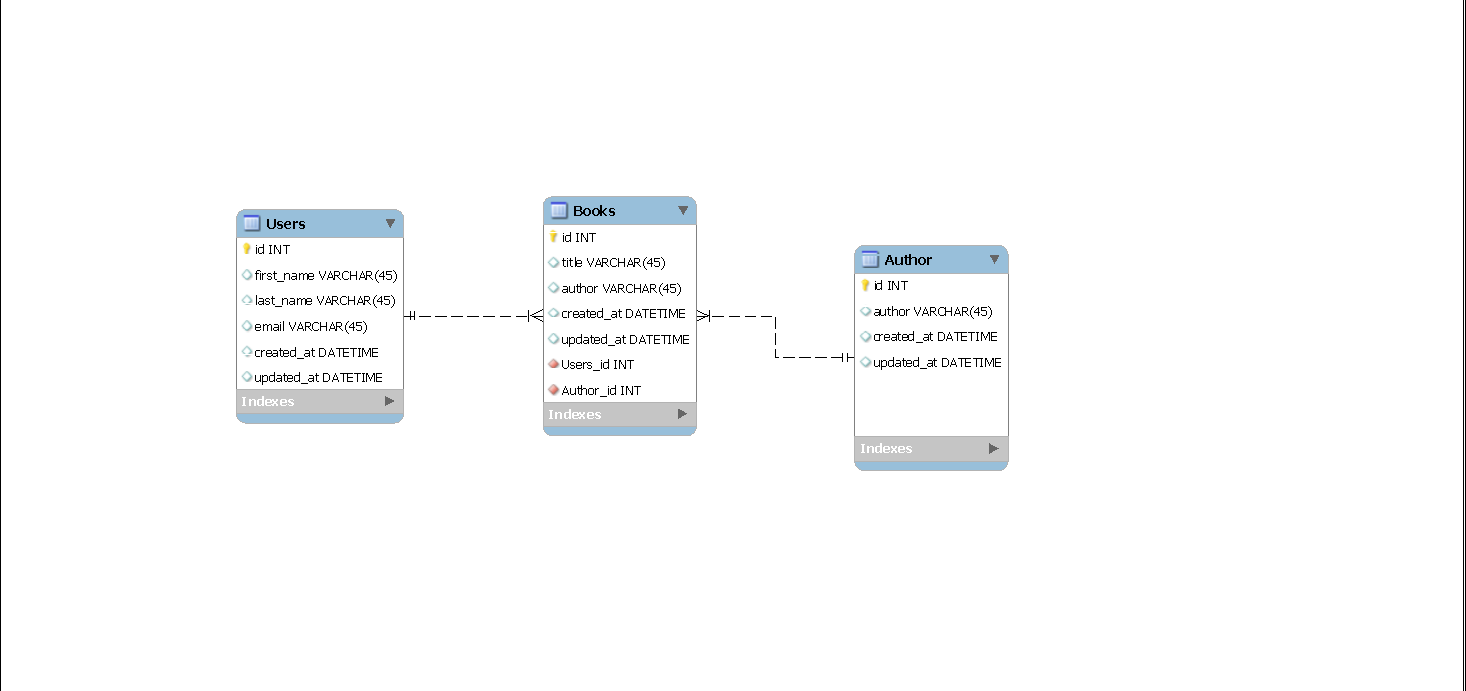 Users
id INT
first_name VARCHAR(45)
last_name VARCHAR(45)
email VARCHAR(45)
created_at DATETIME
updated_at DATETIME
Indexes
Books
id INT
title VARCHAR(45)
author VARCHAR(45)
created_at DATETIME
updated_at DATETIME
Users_id INT
Author_id INT
Indexes
Author
id INT
author VARCHAR(45)
created_at DATETIME
updated_at DATETIME
Indexes